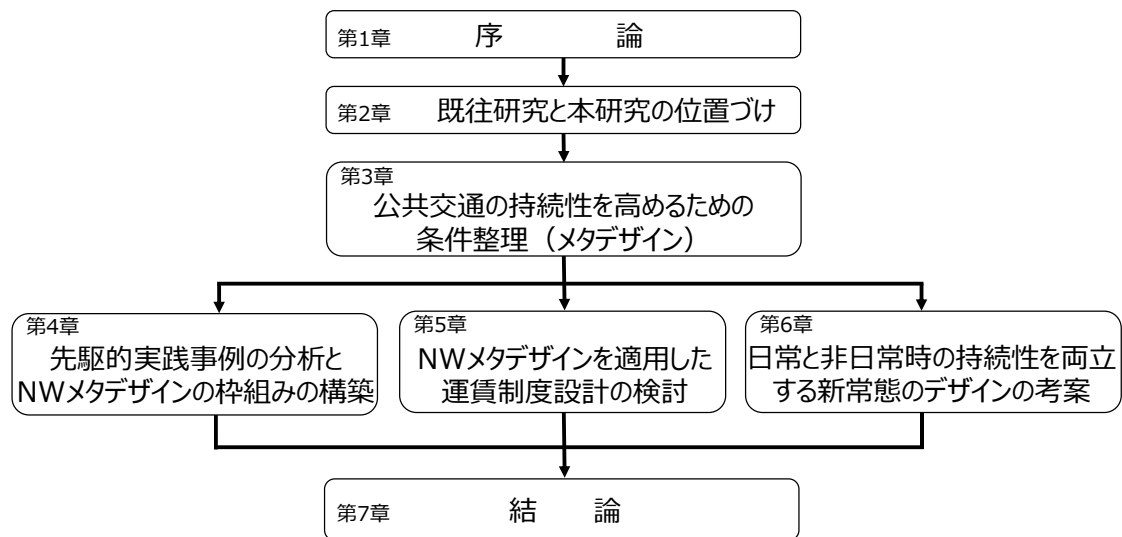 第1章 序 論
第2章 既往研究と本研究の位置づけ
第3章
公共交通の持続性を高めるための
条件整理（メタデザイン）
第4章
先駆的実践事例の分析と
NWメタデザインの枠組みの構築
第5章
NWメタデザインを適用した
運賃制度設計の検討
第6章
日常と非日常時の持続性を両立
する新常態のデザインの考案
第7章 結 論